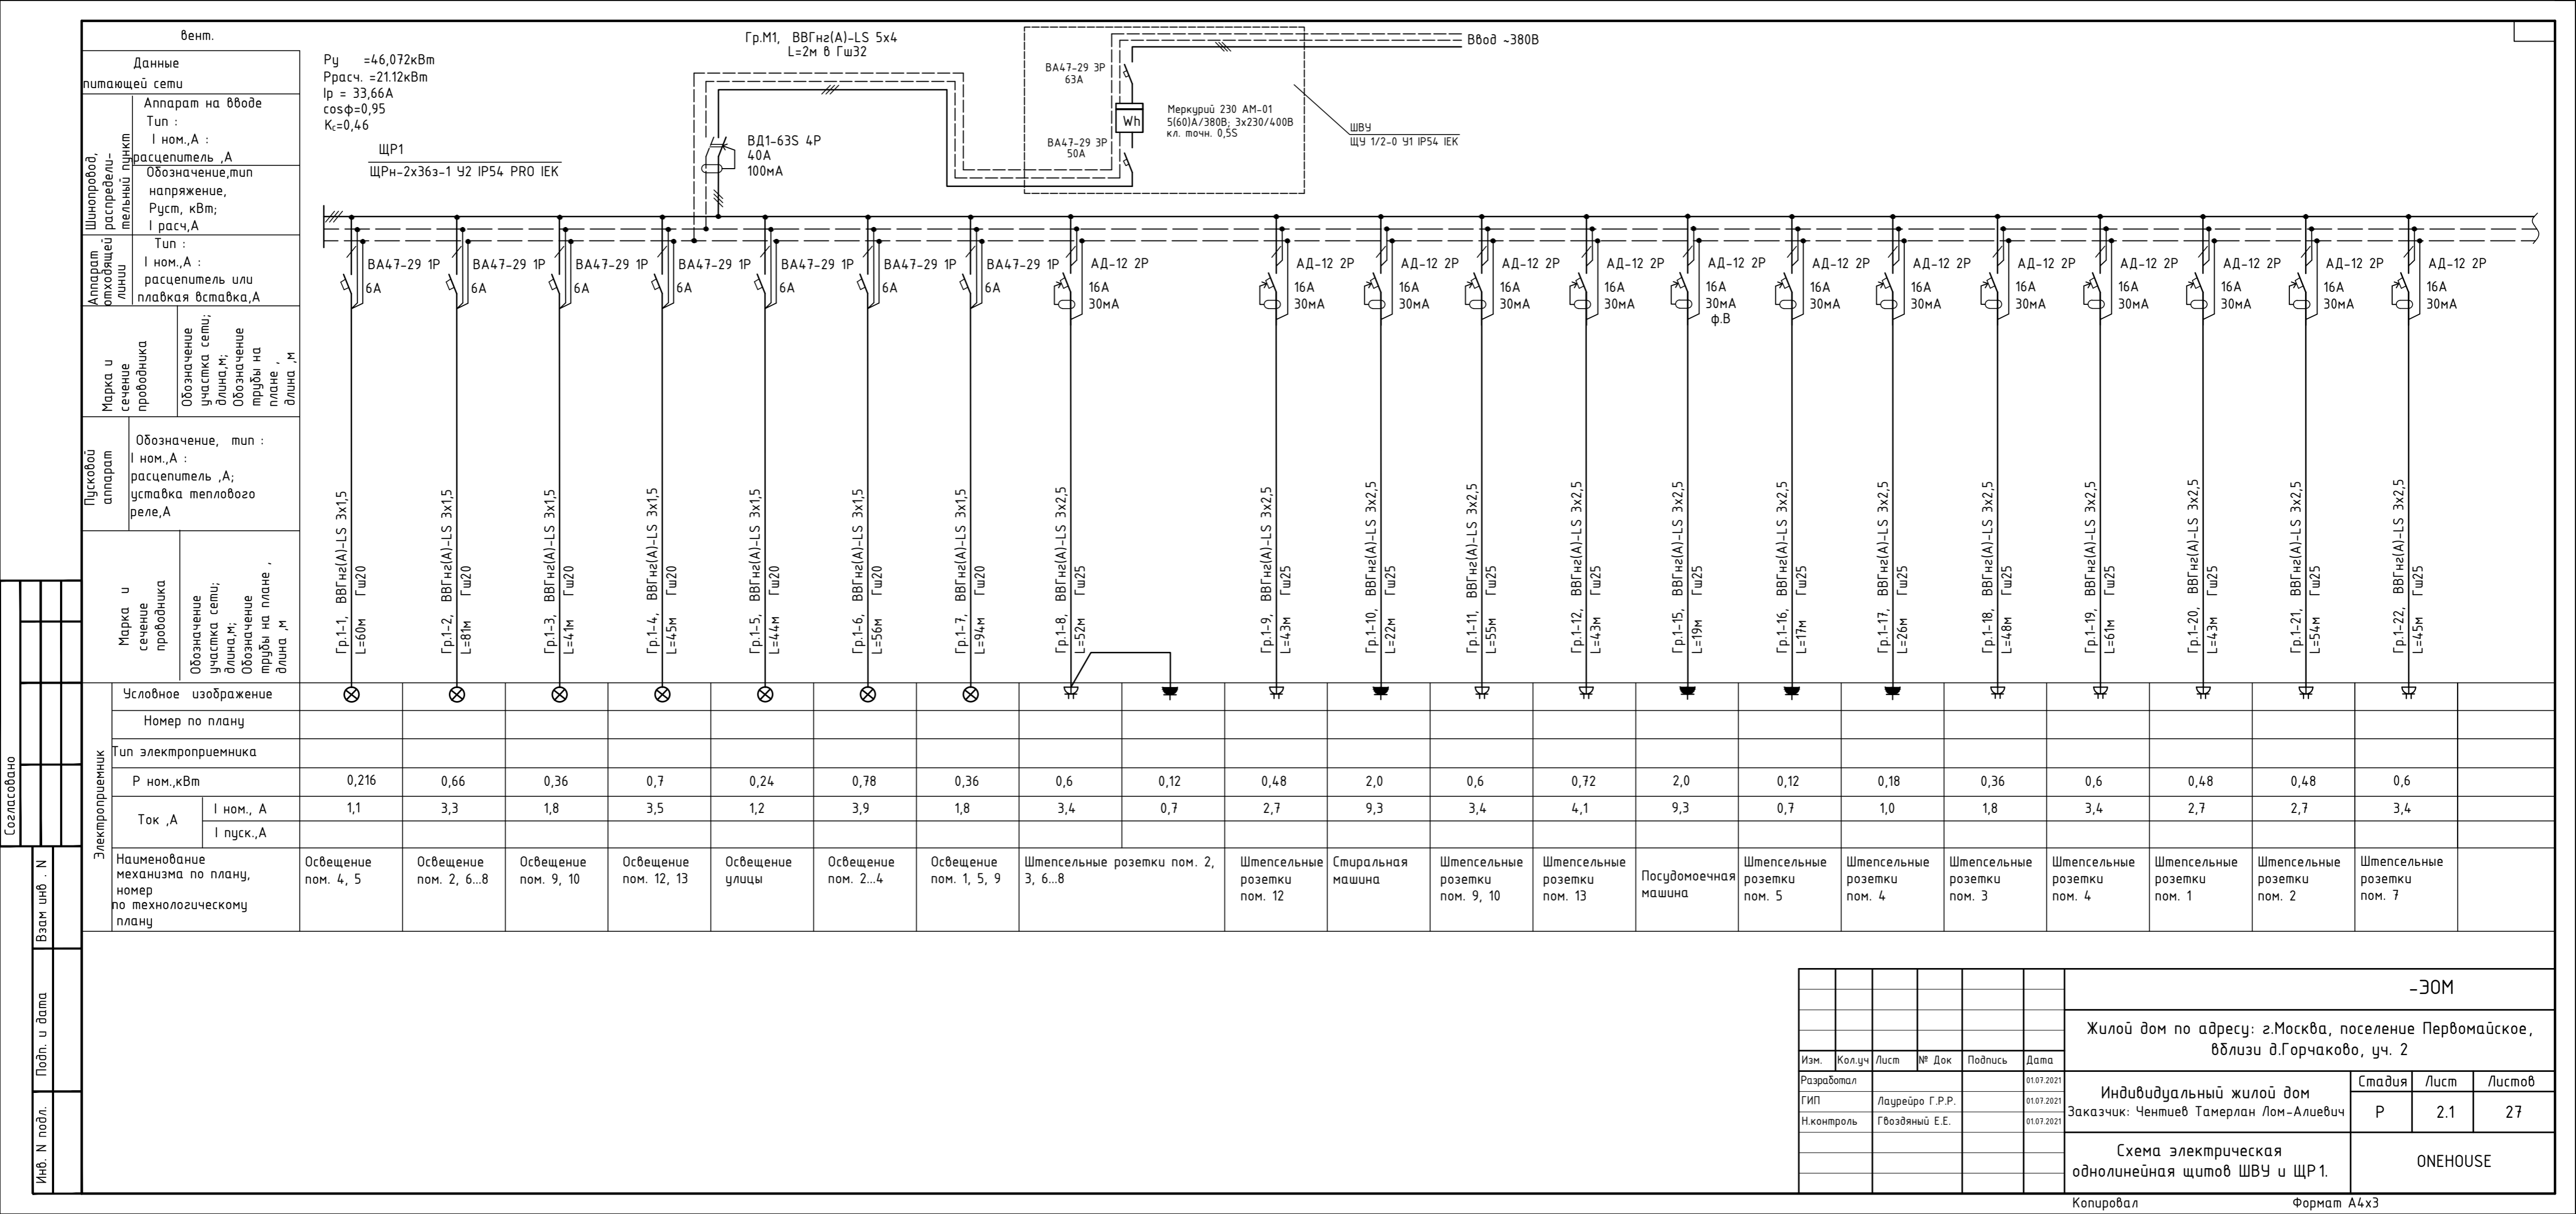 вент.
Данные
питающей сети
Шинопровод,
распредели-
тельный пункт
Аппарат на вводе
Тип :
I ном.,А :
расцепитель ,А
Обозначение,тип
напряжение,
Руст, кВт;
I расч,А
Аппарат
отходящей
линии
Тип :
I ном.,А :
расцепитель или
плавкая вставка,А
Марка и
сечение
проводника
Обозначение
участка сети;
длина,м;
Обозначение
трубы на
плане ,
длина ,м
Пусковой
аппарат
Обозначение, тип :
I ном.,А :
расцепитель ,А;
уставка теплового
реле,А
Марка и
сечение
проводника
Обозначение
участка сети;
длина,м;
Обозначение
трубы на плане ,
длина ,м
Ру =46,072кВт
Ррасч. =21.12кВт
Iр = 33,66А
cosφ=0,95
Кс=0,46
ЩР1
ЩРн-2х36з-1 У2 IP54 PRO IEK
Гр.М1, ВВГнг(А)-LS 5х4
L=2м в Гш32
ВД1-63S 4Р
40А
100мА
ВА47-29 3Р
63А
Wh
Меркурий 230 АМ-01
5(60)А/380В; 3х230/400В
кл. точн. 0,5S
ВА47-29 3Р
50А
Ввод ~380В
ШВУ
ЩУ 1/2-0 У1 IP54 IEK
ВА47-29 1Р
6А
ВА47-29 1Р
6А
ВА47-29 1Р
6А
ВА47-29 1Р
6А
ВА47-29 1Р
6А
ВА47-29 1Р
6А
ВА47-29 1Р
6А
АД-12 2Р
16А
30мА
АД-12 2Р
16А
30мА
АД-12 2Р
16А
30мА
АД-12 2Р
16А
30мА
АД-12 2Р
16А
30мА
АД-12 2Р
16А
30мА
ф.В
АД-12 2Р
16А
30мА
АД-12 2Р
16А
30мА
АД-12 2Р
16А
30мА
АД-12 2Р
16А
30мА
АД-12 2Р
16А
30мА
АД-12 2Р
16А
30мА
АД-12 2Р
16А
30мА
Гр.1-1, ВВГнг(А)-LS 3х1,5
L=60м Гш20
Гр.1-2, ВВГнг(А)-LS 3х1,5
L=81м Гш20
Гр.1-3, ВВГнг(А)-LS 3х1,5
L=41м Гш20
Гр.1-4, ВВГнг(А)-LS 3х1,5
L=45м Гш20
Гр.1-5, ВВГнг(А)-LS 3х1,5
L=44м Гш20
Гр.1-6, ВВГнг(А)-LS 3х1,5
L=56м Гш20
Гр.1-7, ВВГнг(А)-LS 3х1,5
L=94м Гш20
Гр.1-8, ВВГнг(А)-LS 3х2,5
L=52м Гш25
Гр.1-9, ВВГнг(А)-LS 3х2,5
L=43м Гш25
Гр.1-10, ВВГнг(А)-LS 3х2,5
L=22м Гш25
Гр.1-11, ВВГнг(А)-LS 3х2,5
L=55м Гш25
Гр.1-12, ВВГнг(А)-LS 3х2,5
L=43м Гш25
Гр.1-15, ВВГнг(А)-LS 3х2,5
L=19м Гш25
Гр.1-16, ВВГнг(А)-LS 3х2,5
L=17м Гш25
Гр.1-17, ВВГнг(А)-LS 3х2,5
L=26м Гш25
Гр.1-18, ВВГнг(А)-LS 3х2,5
L=48м Гш25
Гр.1-19, ВВГнг(А)-LS 3х2,5
L=61м Гш25
Гр.1-20, ВВГнг(А)-LS 3х2,5
L=43м Гш25
Гр.1-21, ВВГнг(А)-LS 3х2,5
L=54м Гш25
Гр.1-22, ВВГнг(А)-LS 3х2,5
L=45м Гш25
Электроприемник
Условное изображение
Номер по плану
Тип электроприемника
Р ном.,кВт 0,216 0,66 0,36 0,7 0,24 0,78 0,36 0,6 0,12 0,48 2,0 0,6 0,72 2,0 0,12 0,18 0,36 0,6 0,48 0,48 0,6
Ток ,А
I ном., А 1,1 3,3 1,8 3,5 1,2 3,9 1,8 3,4 0,7 2,7 9,3 3,4 4,1 9,3 0,7 1,0 1,8 3,4 2,7 2,7 3,4
I пуск.,А
Наименование
механизма по плану,
номер
по технологическому
плану
Освещение
пом. 4, 5
Освещение
пом. 2, 6...8
Освещение
пом. 9, 10
Освещение
пом. 12, 13
Освещение
улицы
Освещение
пом. 2...4
Освещение
пом. 1, 5, 9
Штепсельные розетки пом. 2,
3, 6...8
Штепсельные
розетки
пом. 12
Стиральная
машина
Штепсельные
розетки
пом. 9, 10
Штепсельные
розетки
пом. 13
Посудомоечная
машина
Штепсельные
розетки
пом. 5
Штепсельные
розетки
пом. 4
Штепсельные
розетки
пом. 3
Штепсельные
розетки
пом. 4
Штепсельные
розетки
пом. 1
Штепсельные
розетки
пом. 2
Штепсельные
розетки
пом. 7
Согласовано
Взам инв . N
Подп. и дата
Инв. N подл.
-ЭОМ
Жилой дом по адресу: г.Москва, поселение Первомайское,
вблизи д.Горчаково, уч. 2
Изм. Кол.уч Лист № Док Подпись Дата
Разработал 01.07.2021
ГИП Лаурейро Г.Р.Р. 01.07.2021
Н.контроль Гвоздяный Е.Е. 01.07.2021
Индивидуальный жилой дом
Заказчик: Чентиев Тамерлан Лом-Алиевич
Стадия Лист Листов
Р 2.1 27
Схема электрическая
однолинейная щитов ШВУ и ЩР1.
ONEHOUSE
Копировал Формат А4х3